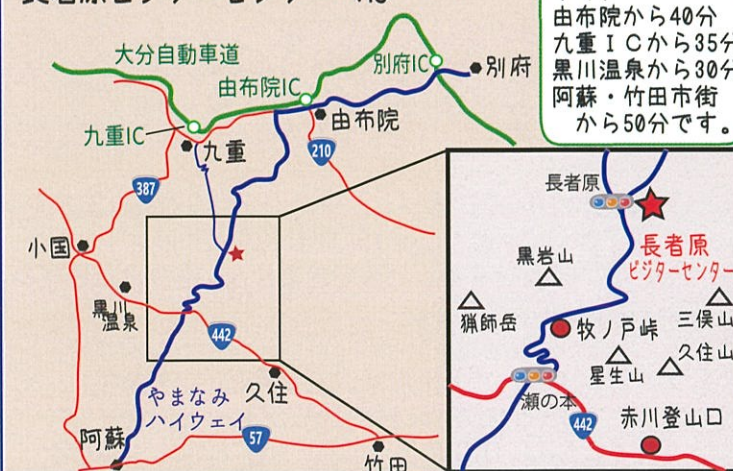 由布院から40分
九重ＩＣから35分
黒川温泉から30分
阿蘇・竹田市街
から50分です。
大分自動車道
別府IC
別府
由布院IC
由布院
九重IC
九重
210
387
小国
黒川
温泉
442
久住
やまなみ
ハイウェイ
阿蘇
57
竹田
長者原
長者原
ビジターセンター
黒岩山
猟師岳
牧ノ戸峠
三俣山
星生山
久住山
瀬の本
442
赤川登山口